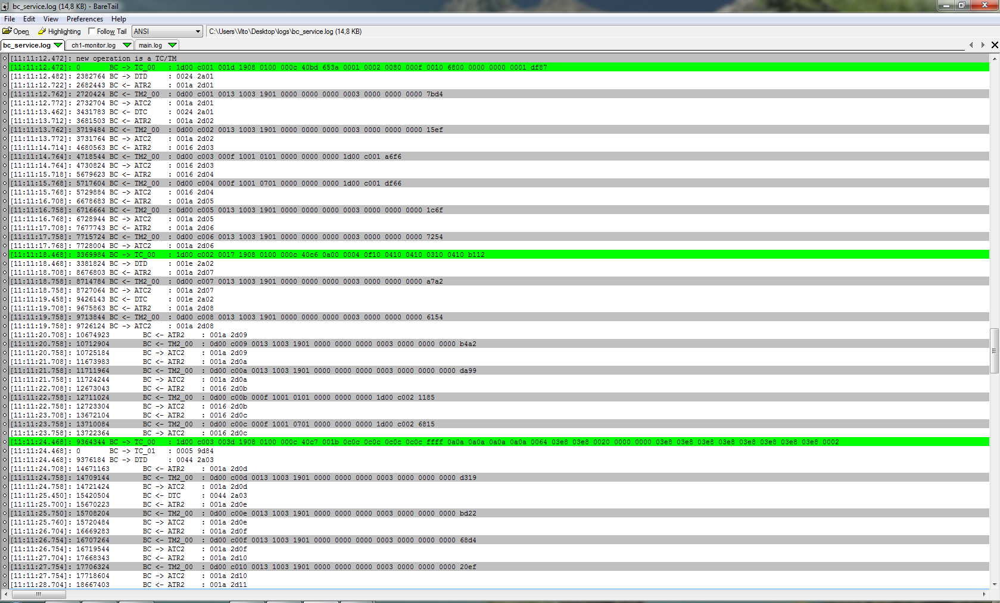 bc_service.log (14,8 KB) - BareTail
File Edit View Preferences Help
Open Highlighting Follow Tail ANSI C:\Users\Vito\Desktop\logs\bc_service.log (14,8 KB)
bc_service.log ch1-monitor.log main.log
[11:11:12.472]: new operation is a TC/TM
[11:11:12.472]: 0 BC -> TC_00 : 1d00 c001 001d 1908 0100 000c 40bd 653a 0001 0002 0080 000f 0010 6800 0000 0000 0001 df87
[11:11:12.482]: 2382764 BC -> DTD : 0024 2a01
[11:11:12.722]: 2682443 BC <- ATR2 : 001a 2d01
[11:11:12.762]: 2720424 BC <- TM2_00 : 0d00 c001 0013 1003 1901 0000 0000 0000 0003 0000 0000 0000 7bd4
[11:11:12.772]: 2732704 BC -> ATC2 : 001a 2d01
[11:11:13.462]: 3431783 BC <- DTC : 0024 2a01
[11:11:13.712]: 3681503 BC <- ATR2 : 001a 2d02
[11:11:13.762]: 3719484 BC <- TM2_00 : 0d00 c002 0013 1003 1901 0000 0000 0000 0003 0000 0000 0000 15ef
[11:11:13.772]: 3731764 BC -> ATC2 : 001a 2d02
[11:11:14.714]: 4680563 BC <- ATR2 : 0016 2d03
[11:11:14.764]: 4718544 BC <- TM2_00 : 0d00 c003 000f 1001 0101 0000 0000 0000 1d00 c001 a6f6
[11:11:14.764]: 4730824 BC -> ATC2 : 0016 2d03
[11:11:15.718]: 5679623 BC <- ATR2 : 0016 2d04
[11:11:15.768]: 5717604 BC <- TM2_00 : 0d00 c004 000f 1001 0701 0000 0000 0000 1d00 c001 df66
[11:11:15.768]: 5729884 BC -> ATC2 : 0016 2d04
[11:11:16.708]: 6678683 BC <- ATR2 : 001a 2d05
[11:11:16.758]: 6716664 BC <- TM2_00 : 0d00 c005 0013 1003 1901 0000 0000 0000 0003 0000 0000 0000 1c6f
[11:11:16.768]: 6728944 BC -> ATC2 : 001a 2d05
[11:11:17.708]: 7677743 BC <- ATR2 : 001a 2d06
[11:11:17.758]: 7715724 BC <- TM2_00 : 0d00 c006 0013 1003 1901 0000 0000 0000 0003 0000 0000 0000 7254
[11:11:17.768]: 7728004 BC -> ATC2 : 001a 2d06
[11:11:18.468]: 3369984 BC -> TC_00 : 1d00 c002 0017 1908 0100 000c 40c6 0a00 0004 0f10 0410 0410 0310 0410 b112
[11:11:18.468]: 3381824 BC -> DTD : 001e 2a02
[11:11:18.708]: 8676803 BC <- ATR2 : 001a 2d07
[11:11:18.758]: 8714784 BC <- TM2_00 : 0d00 c007 0013 1003 1901 0000 0000 0000 0003 0000 0000 0000 a7a2
[11:11:18.758]: 8727064 BC -> ATC2 : 001a 2d07
[11:11:19.458]: 9426143 BC <- DTC : 001e 2a02
[11:11:19.708]: 9675863 BC <- ATR2 : 001a 2d08
[11:11:19.758]: 9713844 BC <- TM2_00 : 0d00 c008 0013 1003 1901 0000 0000 0000 0003 0000 0000 0000 6154
[11:11:19.758]: 9726124 BC -> ATC2 : 001a 2d08
[11:11:20.708]: 10674923 BC <- ATR2 : 001a 2d09
[11:11:20.758]: 10712904 BC <- TM2_00 : 0d00 c009 0013 1003 1901 0000 0000 0000 0003 0000 0000 0000 b4a2
[11:11:20.758]: 10725184 BC -> ATC2 : 001a 2d09
[11:11:21.708]: 11673983 BC <- ATR2 : 001a 2d0a
[11:11:21.758]: 11711964 BC <- TM2_00 : 0d00 c00a 0013 1003 1901 0000 0000 0000 0003 0000 0000 0000 da99
[11:11:21.758]: 11724244 BC -> ATC2 : 001a 2d0a
[11:11:22.708]: 12673043 BC <- ATR2 : 0016 2d0b
[11:11:22.758]: 12711024 BC <- TM2_00 : 0d00 c00b 000f 1001 0101 0000 0000 0000 1d00 c002 1185
[11:11:22.758]: 12723304 BC -> ATC2 : 0016 2d0b
[11:11:23.708]: 13672104 BC <- ATR2 : 0016 2d0c
[11:11:23.758]: 13710084 BC <- TM2_00 : 0d00 c00c 000f 1001 0701 0000 0000 0000 1d00 c002 6815
[11:11:23.758]: 13722364 BC -> ATC2 : 0016 2d0c
[11:11:24.468]: 9364344 BC -> TC_00 : 1d00 c003 003d 1908 0100 000c 40c7 001b 0c0c 0c0c 0c0c 0c0c ffff 0a0a 0a0a 0a0a 0a0a 0064 03e8 03e8 0020 0000 0000 03e8 03e8 03e8 03e8 03e8 03e8 03e8 03e8 0002
[11:11:24.468]: 0 BC -> TC_01 : 0005 9d84
[11:11:24.468]: 9376184 BC -> DTD : 0044 2a03
[11:11:24.708]: 14671163 BC <- ATR2 : 001a 2d0d
[11:11:24.758]: 14709144 BC <- TM2_00 : 0d00 c00d 0013 1003 1901 0000 0000 0000 0003 0000 0000 0000 d319
[11:11:24.758]: 14721424 BC -> ATC2 : 001a 2d0d
[11:11:25.450]: 15420504 BC <- DTC : 0044 2a03
[11:11:25.700]: 15670223 BC <- ATR2 : 001a 2d0e
[11:11:25.750]: 15708204 BC <- TM2_00 : 0d00 c00e 0013 1003 1901 0000 0000 0000 0003 0000 0000 0000 bd22
[11:11:25.760]: 15720484 BC -> ATC2 : 001a 2d0e
[11:11:26.704]: 16669283 BC <- ATR2 : 001a 2d0f
[11:11:26.754]: 16707264 BC <- TM2_00 : 0d00 c00f 0013 1003 1901 0000 0000 0000 0003 0000 0000 0000 68d4
[11:11:26.754]: 16719544 BC -> ATC2 : 001a 2d0f
[11:11:27.704]: 17668343 BC <- ATR2 : 001a 2d10
[11:11:27.754]: 17706324 BC <- TM2_00 : 0d00 c010 0013 1003 1901 0000 0000 0000 0003 0000 0000 0000 20ef
[11:11:27.754]: 17718604 BC -> ATC2 : 001a 2d10
[11:11:28.704]: 18667403 BC <- ATR2 : 001a 2d11